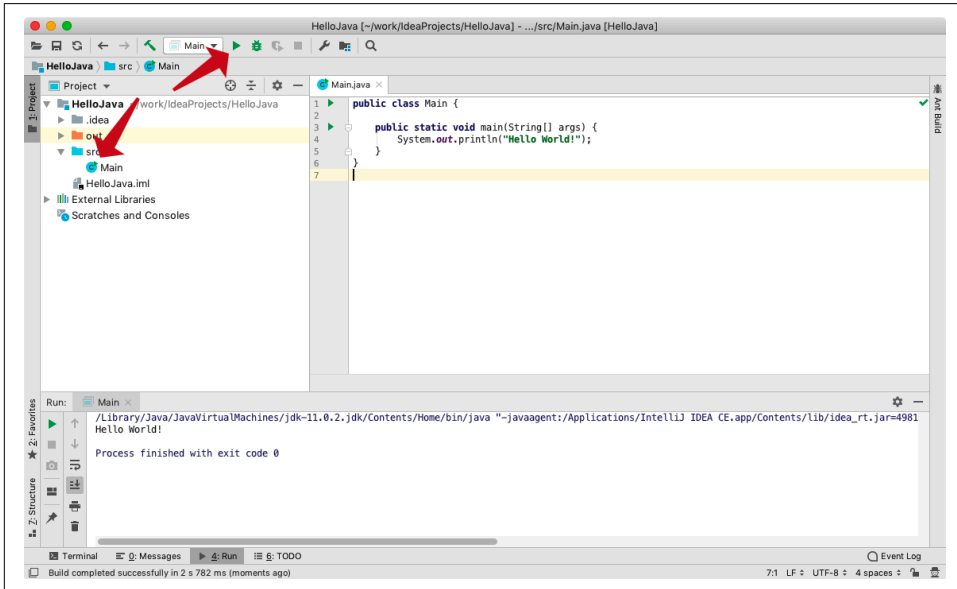 HelloJava [~/work/IdeaProjects/HelloJava] - .../src/Main.java [HelloJava]
Main
HelloJava src Main
1: Project
Project
Main.java
Ant Build
HelloJava ~/work/IdeaProjects/HelloJava
.idea
out
src
Main
HelloJava.iml
External Libraries
Scratches and Consoles
1 public class Main {
2
3 public static void main(String[] args) {
4 System.out.println("Hello World!");
5 }
6 }
7
Run: Main
/Library/Java/JavaVirtualMachines/jdk-11.0.2.jdk/Contents/Home/bin/java "-javaagent:/Applications/IntelliJ IDEA CE.app/Contents/lib/idea_rt.jar=4981
Hello World!
Process finished with exit code 0
2: Favorites
Z: Structure
Terminal 0: Messages 4: Run 6: TODO Event Log
Build completed successfully in 2 s 782 ms (moments ago) 7:1 LF UTF-8 4 spaces